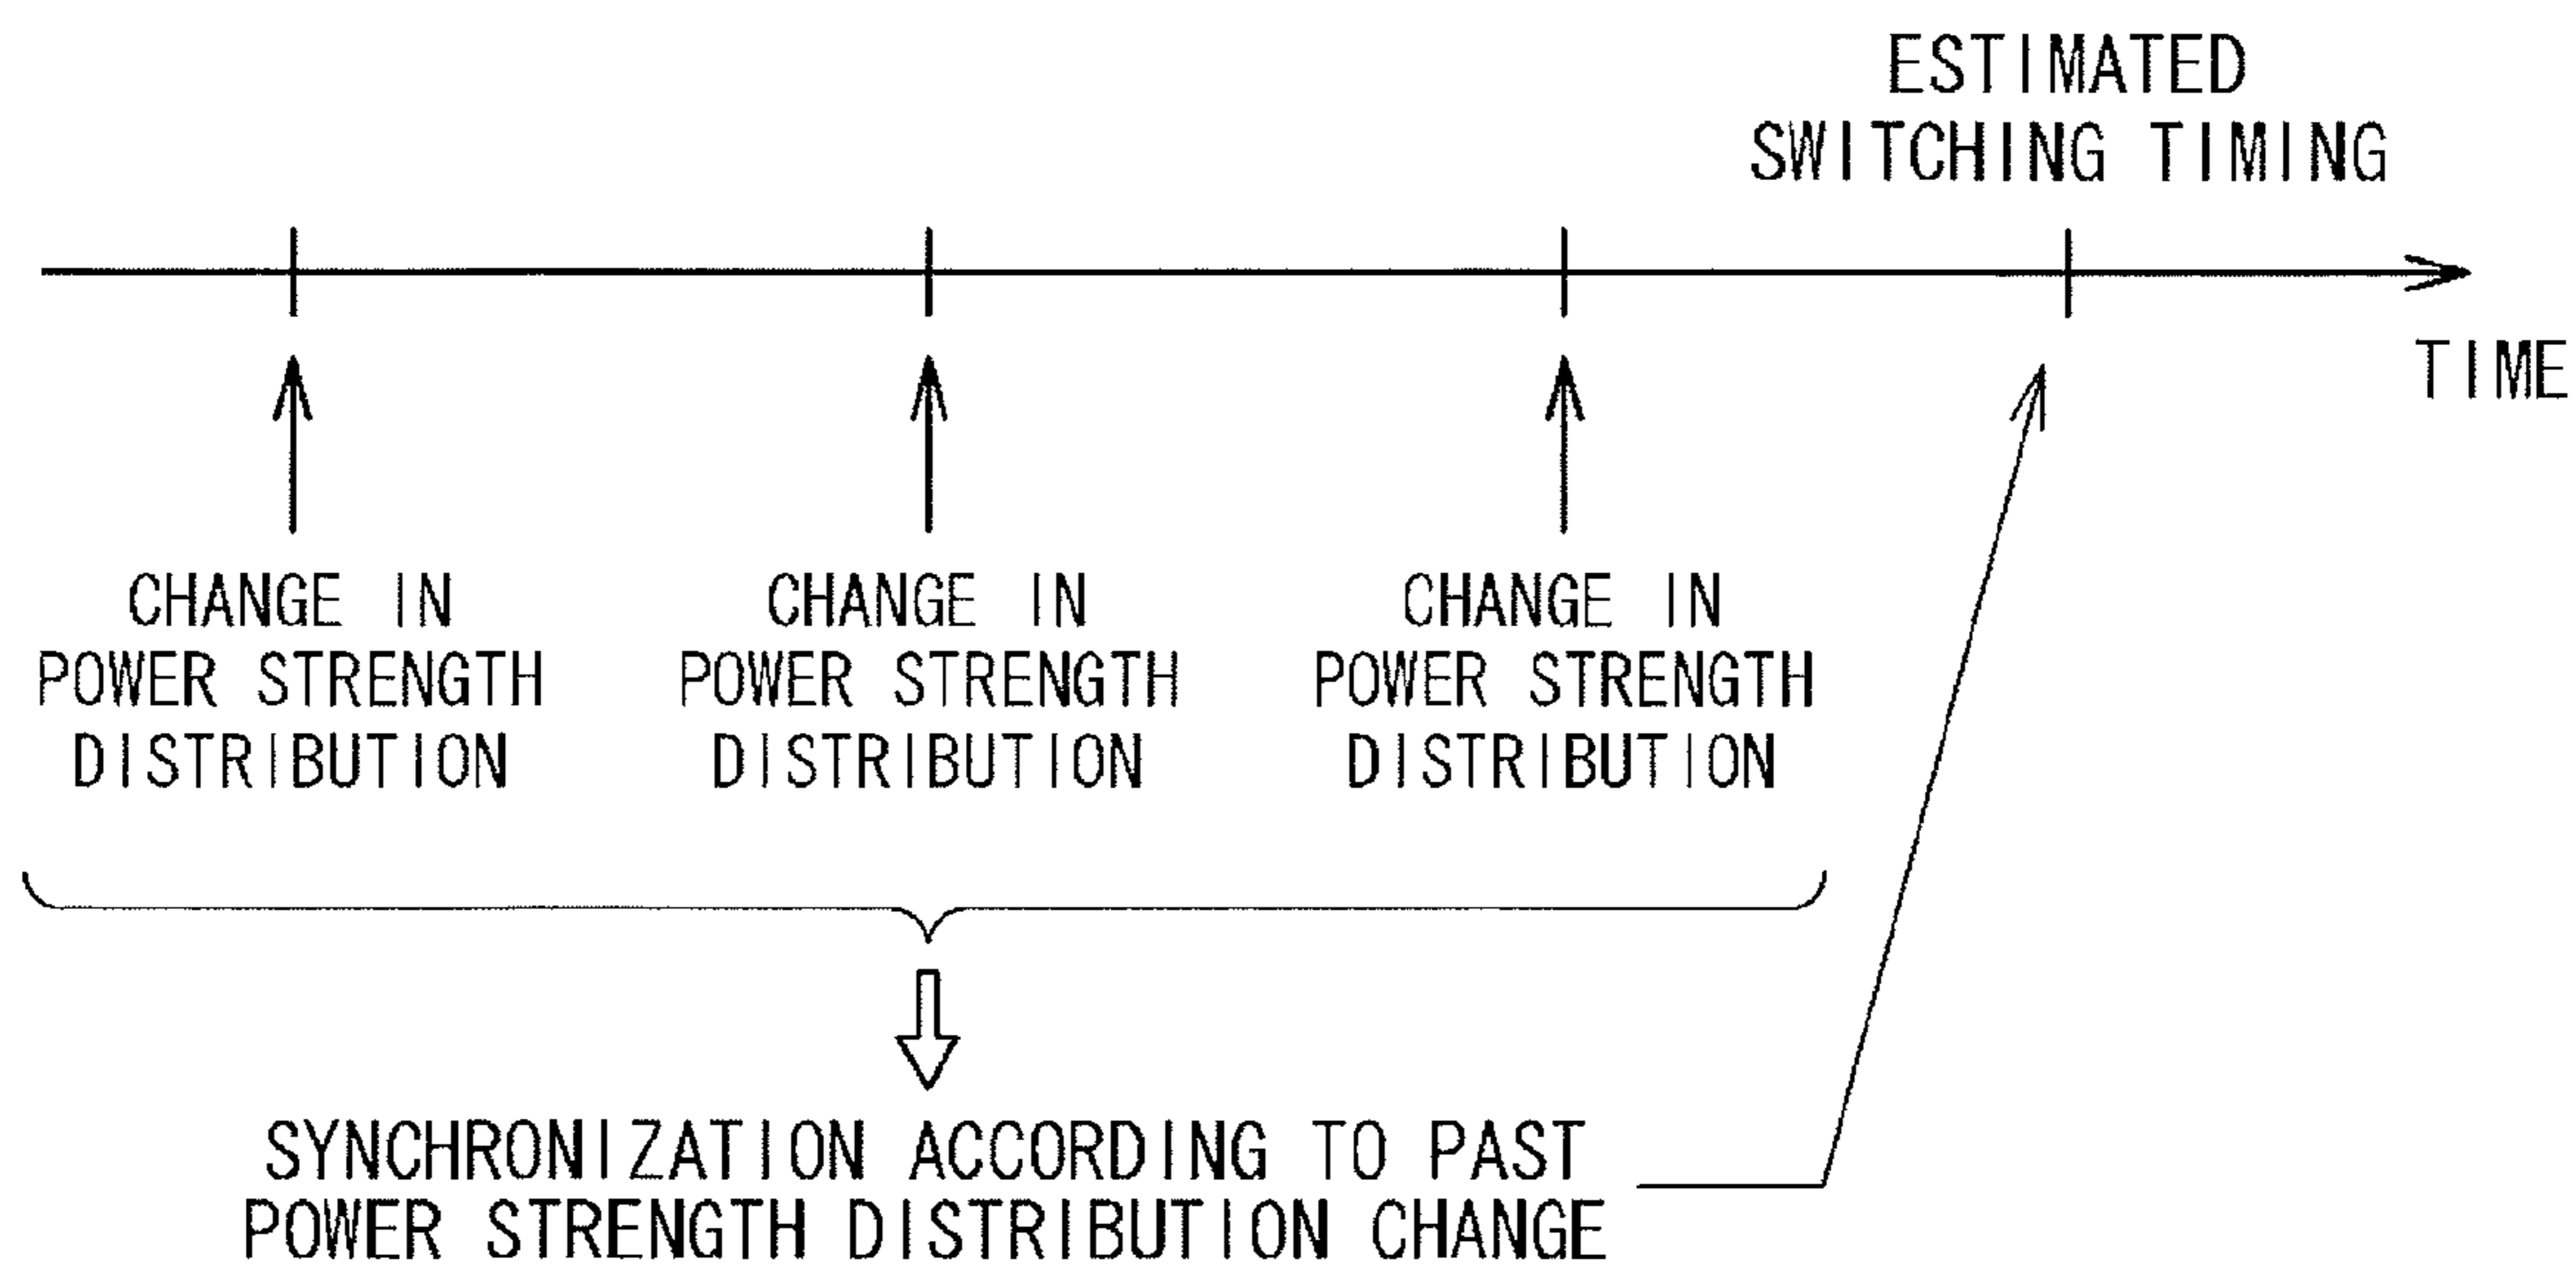 ESTIMATED
SWITCHING TIMING
TIME
CHANGE IN
POWER STRENGTH
DISTRIBUTION
CHANGE IN
POWER STRENGTH
DISTRIBUTION
CHANGE IN
POWER STRENGTH
DISTRIBUTION
SYNCHRONIZATION ACCORDING TO PAST
POWER STRENGTH DISTRIBUTION CHANGE